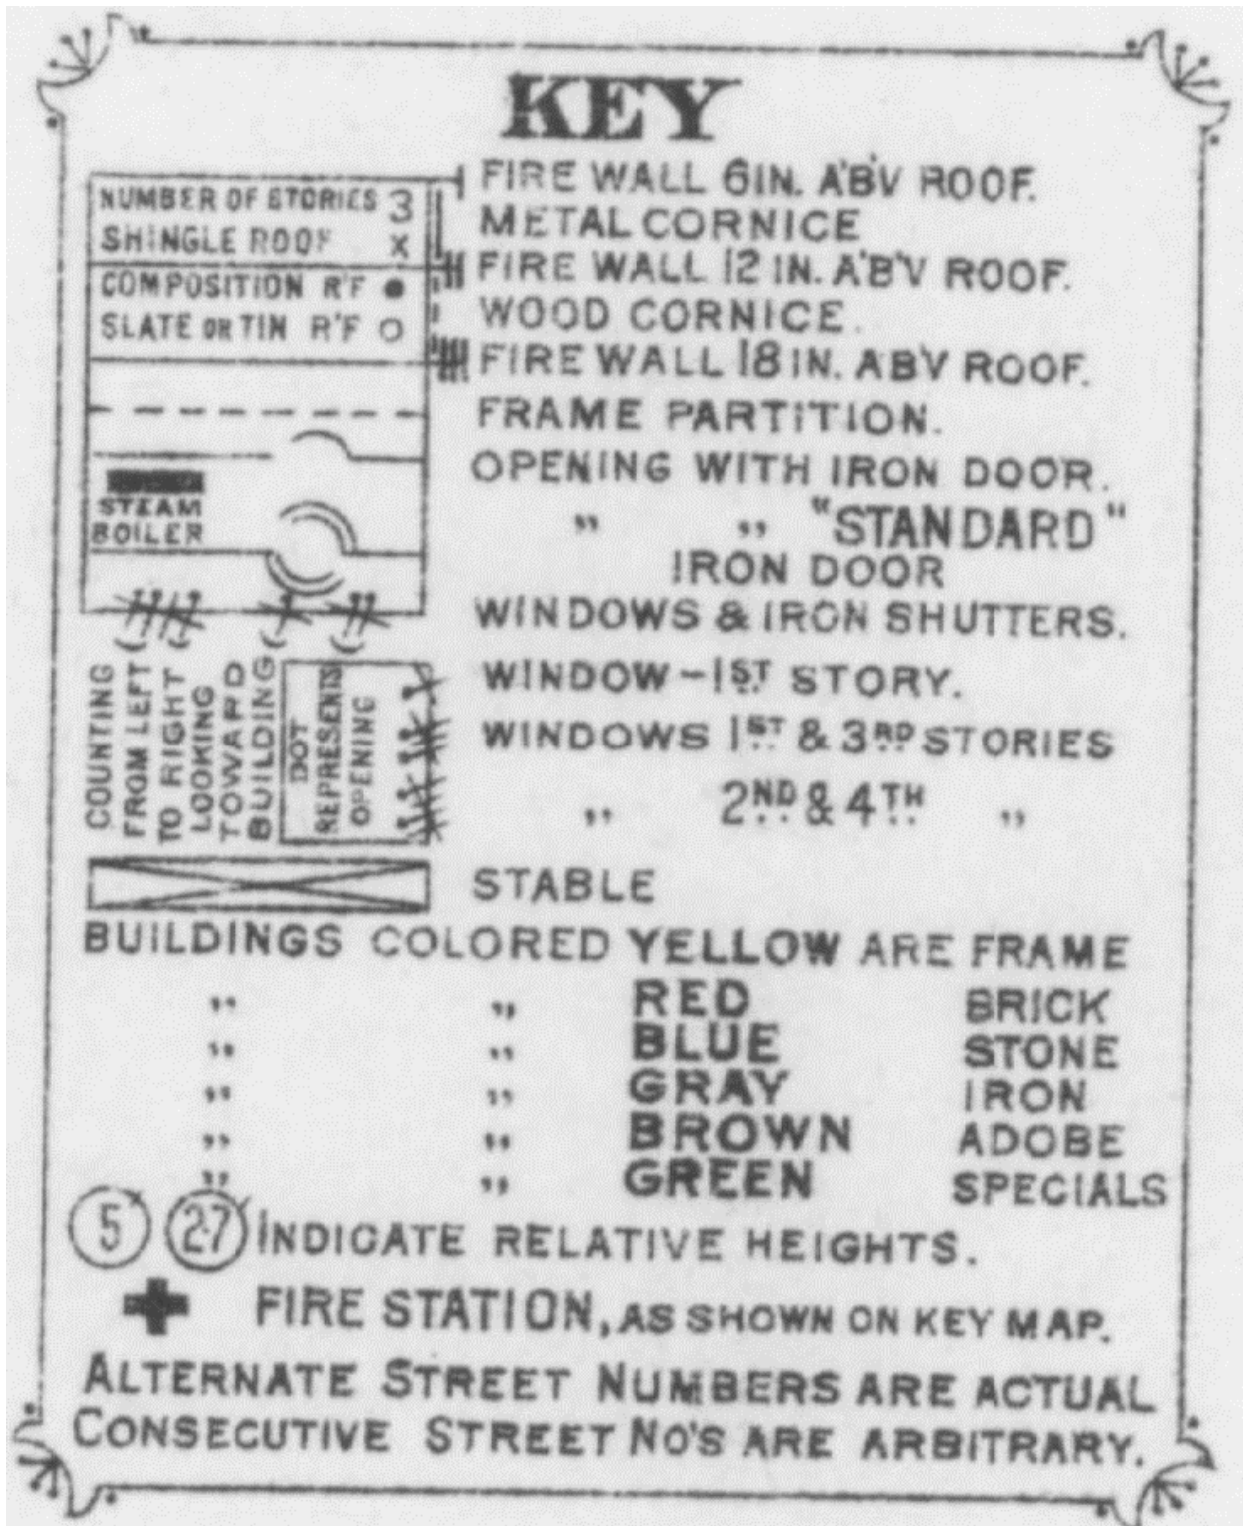 KEY
NUMBER OF STORIES 3
SHINGLE ROOF X
COMPOSITION R'F
SLATE OR TIN R'F
STEAM
BOILER
FIRE WALL 6 IN. A'B'V ROOF.
METAL CORNICE
FIRE WALL 12 IN. A'B'V ROOF.
WOOD CORNICE.
FIRE WALL 18 IN. ABV ROOF.
FRAME PARTITION.
OPENING WITH IRON DOOR.
" " "STANDARD"
IRON DOOR
WINDOWS & IRON SHUTTERS.
WINDOW - 1ST STORY.
WINDOWS 1ST & 3RD STORIES
" 2ND & 4TH "
COUNTING
FROM LEFT
TO RIGHT
LOOKING
TOWARD
BUILDING
DOT
REPRESENTS
OPENING
STABLE
BUILDINGS COLORED YELLOW ARE FRAME
" " RED BRICK
" " BLUE STONE
" " GRAY IRON
" " BROWN ADOBE
" " GREEN SPECIALS
5' 27' INDICATE RELATIVE HEIGHTS.
FIRE STATION, AS SHOWN ON KEY MAP.
ALTERNATE STREET NUMBERS ARE ACTUAL
CONSECUTIVE STREET NO'S ARE ARBITRARY.